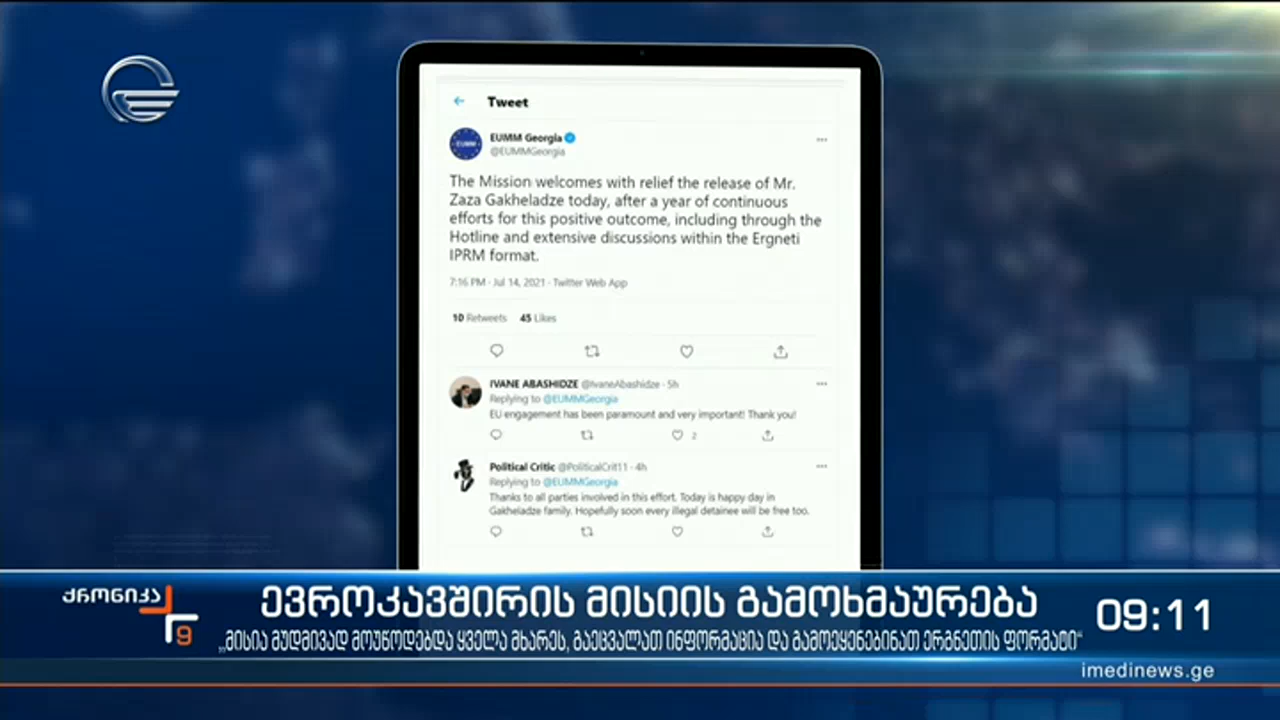 Tweet
EUMM Georgia
@EUMMGeorgia
EUMM
The Mission welcomes with relief the release of Mr.
Zaza Gakheladze today, after a year of continuous
efforts for this positive outcome, including through the
Hotline and extensive discussions within the Ergneti
IPRM format.
7:16 PM · Jul 14, 2021 · Twitter Web App
10 Retweets 45 Likes
IVANE ABASHIDZE @IvaneAbashidze · 5h
Replying to @EUMMGeorgia
EU engagement has been paramount and very important! Thank you!
2
Political Critic @PoliticalCrit11 · 4h
Replying to @EUMMGeorgia
Thanks to all parties involved in this effort. Today is happy day in
Gakheladze family. Hopefully soon every illegal detainee will be free too.
ქრონიკა
9
ევროკავშირის მისიის გამოხმაურება
„მისია მუდმივად მოუწოდებდა ყველა მხარეს, გაეცვალათ ინფორმაცია და გამოეყენებინათ ერგნეთის ფორმატი“
09:11
imedinews.ge